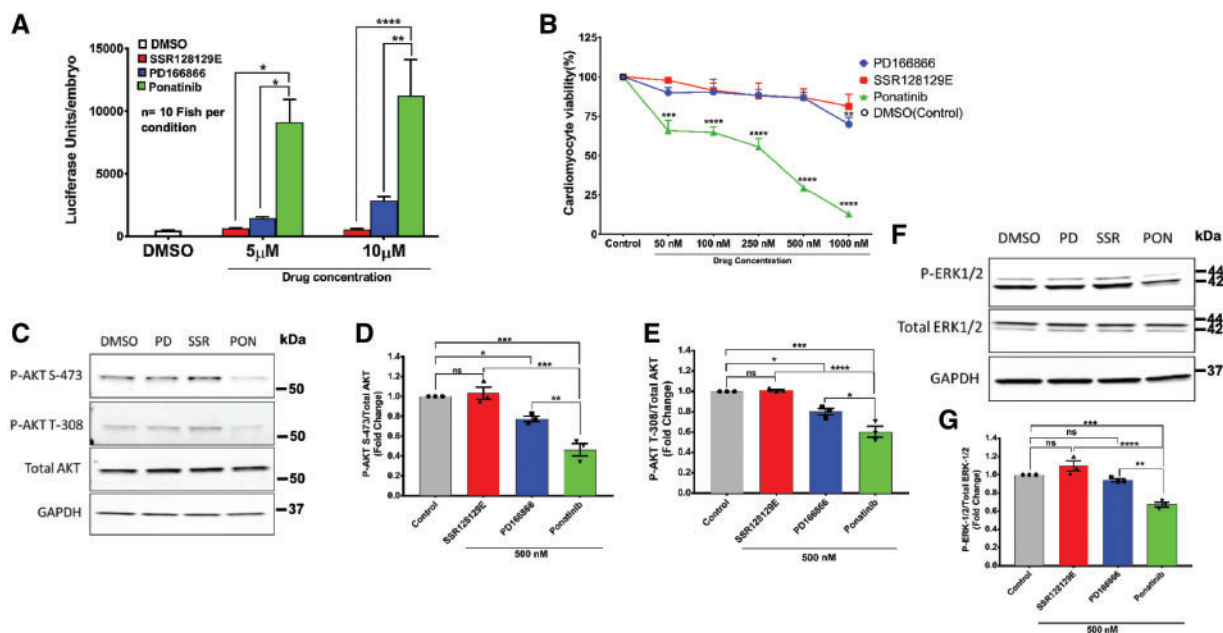 A
DMSO
SSR128129E
PD166866
Ponatinib
n= 10 Fish per
condition
****
**
*
*
Luciferase Units/embryo
15000
10000
5000
0
DMSO
5µM
10µM
Drug concentration
B
Cardiomyocyte viability(%)
125
100
75
50
25
0
PD166866
SSR128129E
Ponatinib
DMSO(Control)
**
***
****
****
****
****
Control
50 nM
100 nM
250 nM
500 nM
1000 nM
Drug Concentration
C
DMSO
PD
SSR
PON
kDa
P-AKT S-473
50
P-AKT T-308
50
Total AKT
50
GAPDH
37
D
P-AKT S-473/Total AKT
(Fold Change)
1.4
1.2
1.0
0.8
0.6
0.4
0.2
0.0
***
*
ns
***
**
Control
SSR128129E
PD166866
Ponatinib
500 nM
E
P-AKT T-308/Total AKT
(Fold Change)
1.4
1.2
1.0
0.8
0.6
0.4
0.2
0.0
***
*
ns
****
*
Control
SSR128129E
PD166866
Ponatinib
500 nM
F
DMSO
PD
SSR
PON
kDa
P-ERK1/2
44
42
Total ERK1/2
44
42
GAPDH
37
G
P-ERK-1/2/Total ERK-1/2
(Fold Change)
1.4
1.2
1.0
0.8
0.6
0.4
0.2
0.0
***
ns
ns
****
**
Control
SSR128129E
PD166866
Ponatinib
500 nM